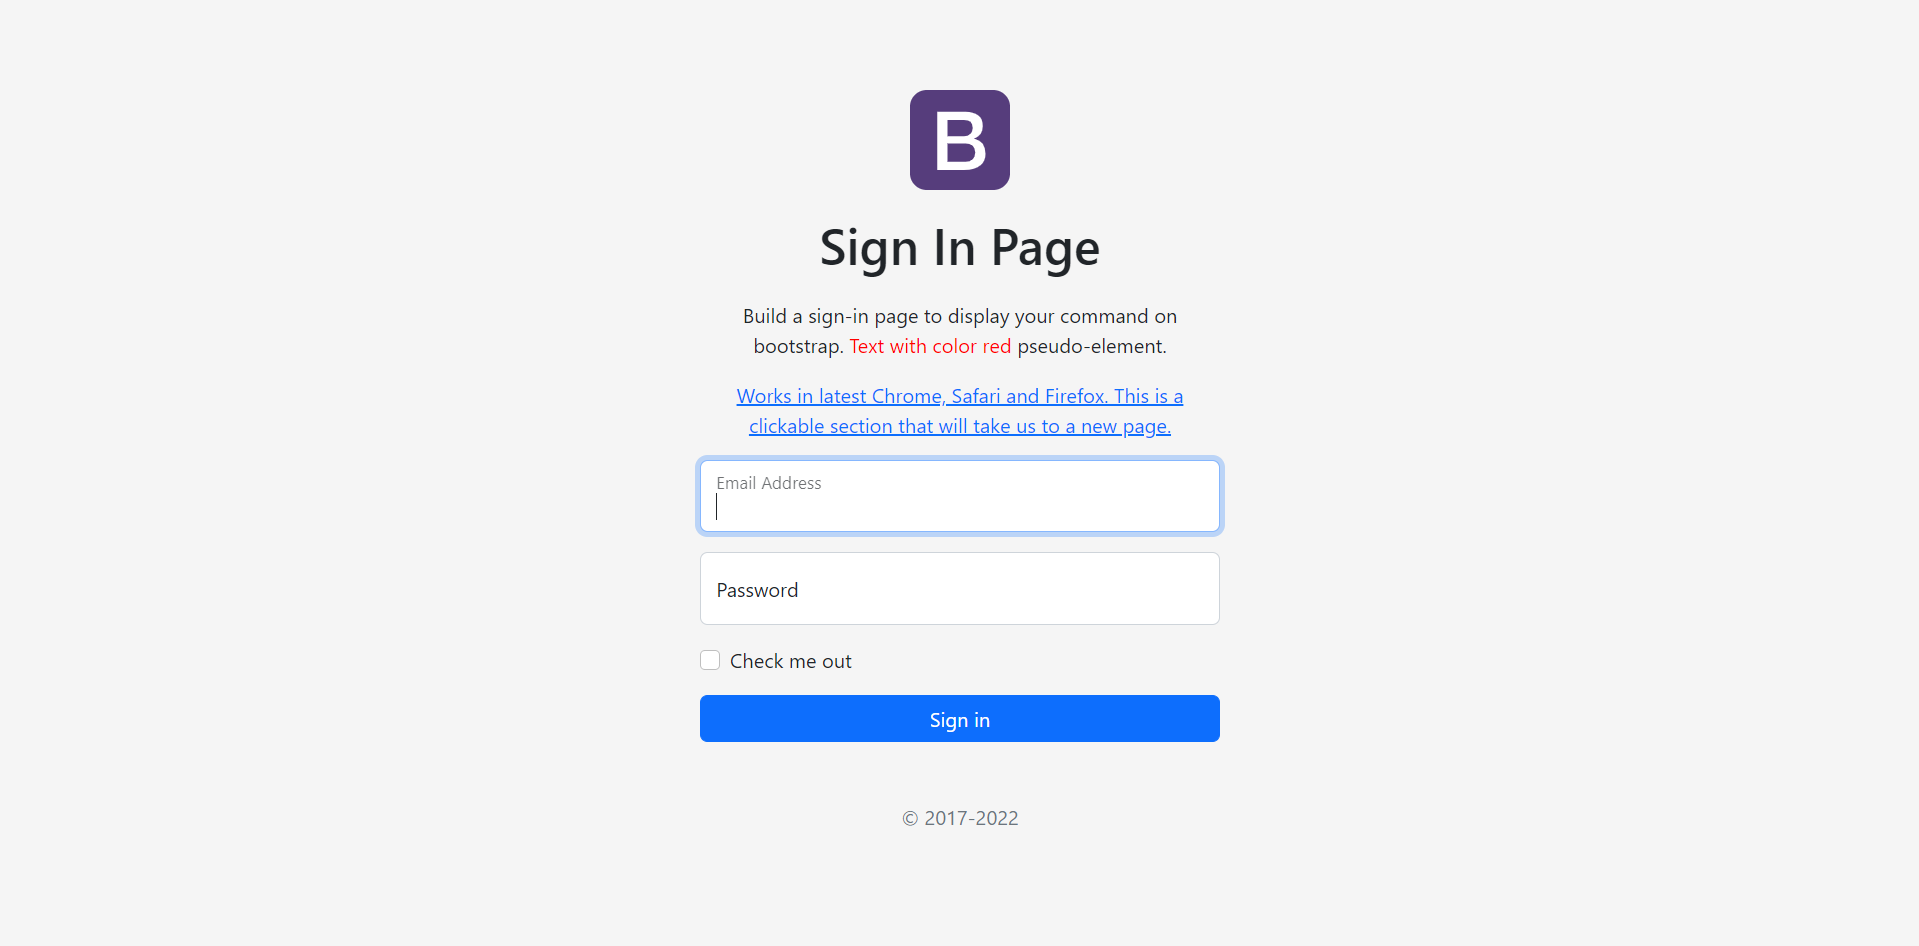 B
Sign In Page
Build a sign-in page to display your command on
bootstrap. Text with color red pseudo-element.
Works in latest Chrome, Safari and Firefox. This is a
clickable section that will take us to a new page.
Email Address
Password
Check me out
Sign in
© 2017-2022